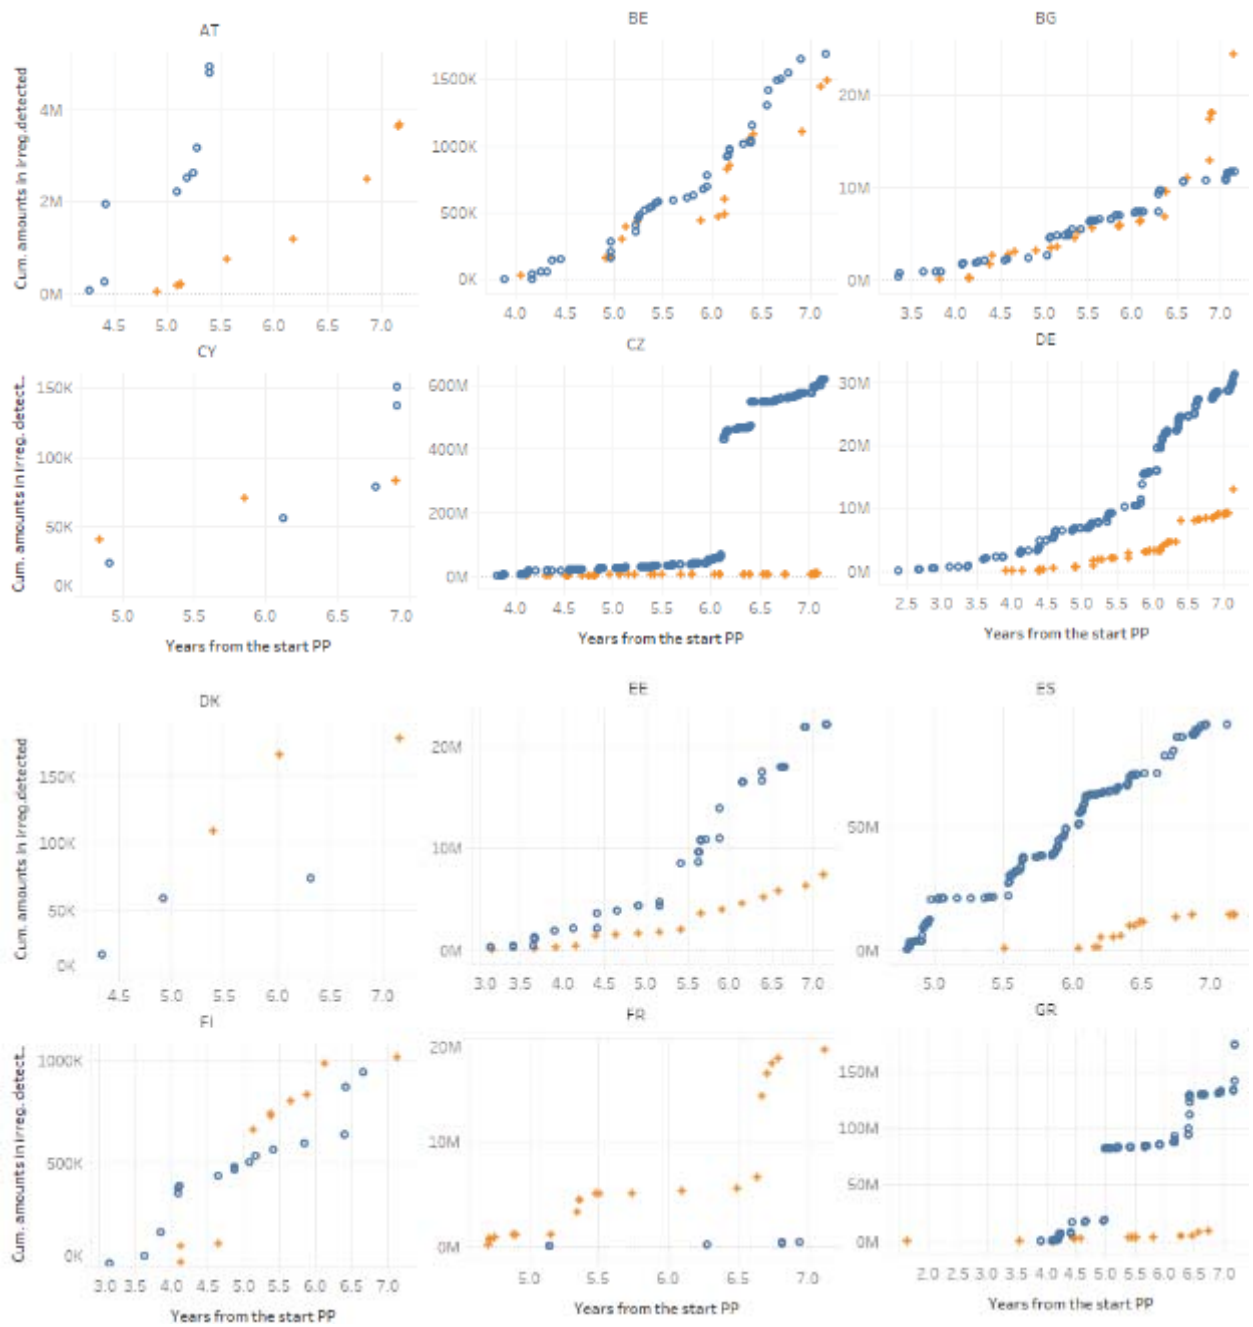 AT BE BG
Cum. amounts in irreg.detected
4M
2M
0M
4.5 5.0 5.5 6.0 6.5 7.0
1500K
1000K
500K
0K
4.0 4.5 5.0 5.5 6.0 6.5 7.0
20M
10M
0M
3.5 4.0 4.5 5.0 5.5 6.0 6.5 7.0
CY CZ DE
Cum. amounts in irreg. detect..
150K
100K
50K
0K
5.0 5.5 6.0 6.5 7.0
Years from the start PP
600M
400M
200M
0M
4.0 4.5 5.0 5.5 6.0 6.5 7.0
Years from the start PP
30M
20M
10M
0M
2.5 3.0 3.5 4.0 4.5 5.0 5.5 6.0 6.5 7.0
Years from the start PP
DK EE ES
Cum. amounts in irreg.detected
150K
100K
50K
0K
4.5 5.0 5.5 6.0 6.5 7.0
20M
10M
0M
3.0 3.5 4.0 4.5 5.0 5.5 6.0 6.5 7.0
50M
0M
5.0 5.5 6.0 6.5 7.0
FI FR GR
Cum. amounts in irreg. detect..
1000K
500K
0K
3.0 3.5 4.0 4.5 5.0 5.5 6.0 6.5 7.0
Years from the start PP
20M
10M
0M
5.0 5.5 6.0 6.5 7.0
Years from the start PP
150M
100M
50M
0M
2.0 2.5 3.0 3.5 4.0 4.5 5.0 5.5 6.0 6.5 7.0
Years from the start PP